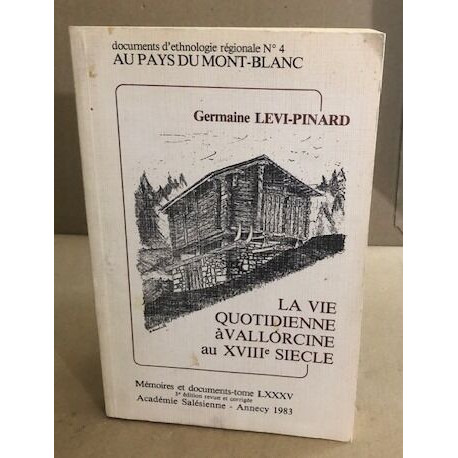 documents d'ethnologie régionale N° 4
AU PAYS DU MONT-BLANC
Germaine LEVI-PINARD
LA VIE
QUOTIDIENNE
à VALLORCINE
au XVIIIe SIECLE
Mémoires et documents-tome LXXXV
3e édition revue et corrigée
Académie Salésienne - Annecy 1983